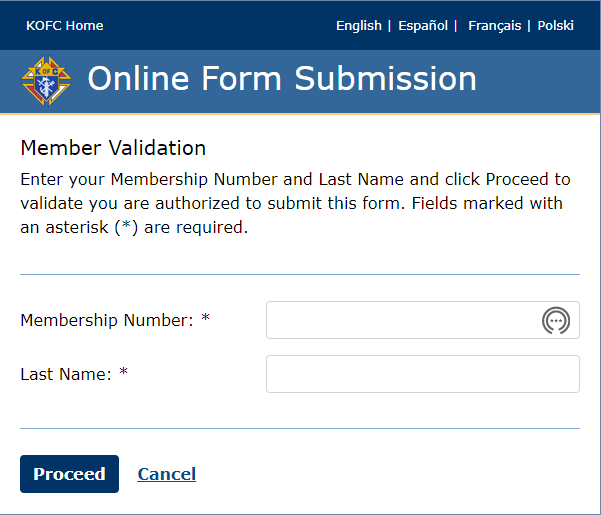 KOFC Home
English | Español | Français | Polski
K OF C
Online Form Submission
Member Validation
Enter your Membership Number and Last Name and click Proceed to
validate you are authorized to submit this form. Fields marked with
an asterisk (*) are required.
Membership Number: *
Last Name: *
Proceed Cancel